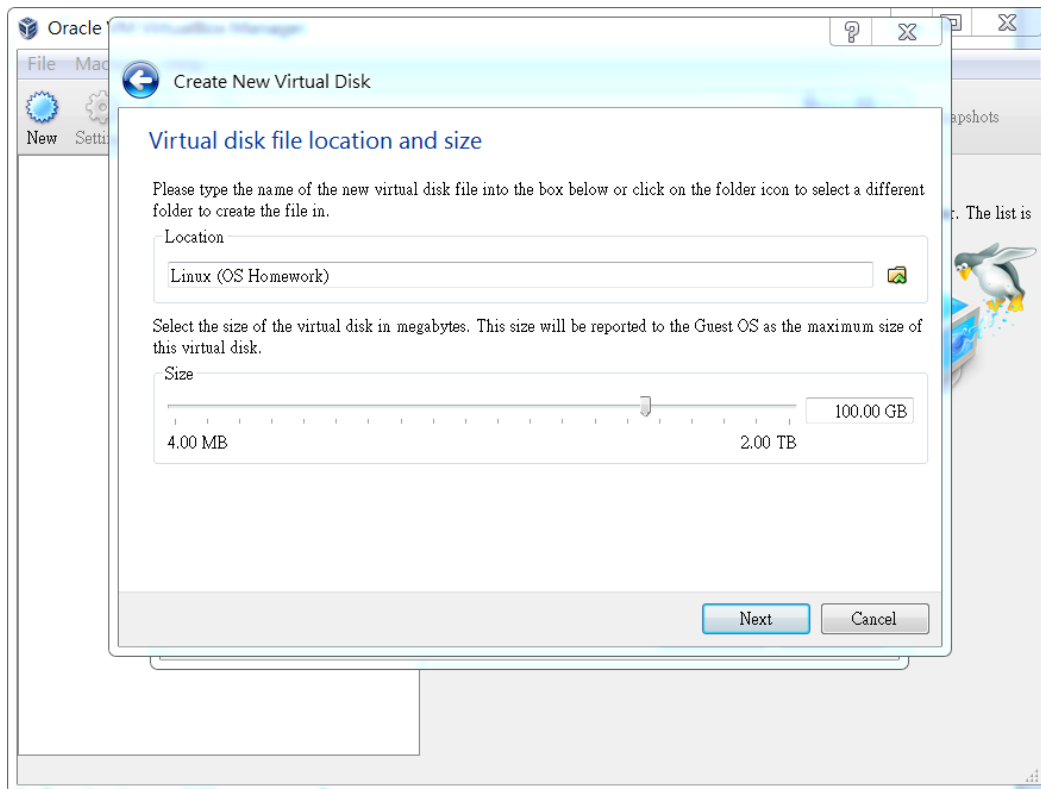 Oracle
File
New
Create New Virtual Disk
Virtual disk file location and size
Please type the name of the new virtual disk file into the box below or click on the folder icon to select a different
folder to create the file in.
Location
Linux (OS Homework)
Select the size of the virtual disk in megabytes. This size will be reported to the Guest OS as the maximum size of
this virtual disk.
Size
100.00 GB
4.00 MB
2.00 TB
Next
Cancel
The list is